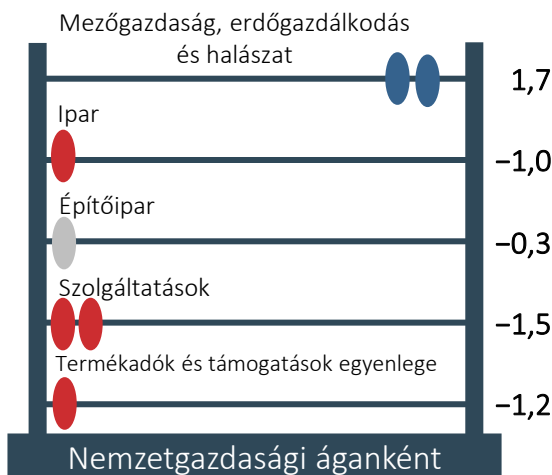 Mezőgazdaság, erdőgazdálkodás
és halászat
1,7
Ipar
−1,0
Építőipar
−0,3
Szolgáltatások
−1,5
Termékadók és támogatások egyenlege
−1,2
Nemzetgazdasági áganként